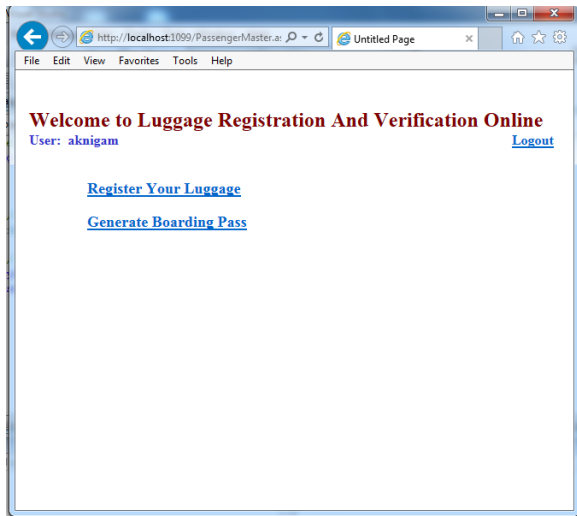 http://localhost:1099/PassengerMaster.a: Untitled Page
File Edit View Favorites Tools Help
Welcome to Luggage Registration And Verification Online
User: aknigam Logout
Register Your Luggage
Generate Boarding Pass